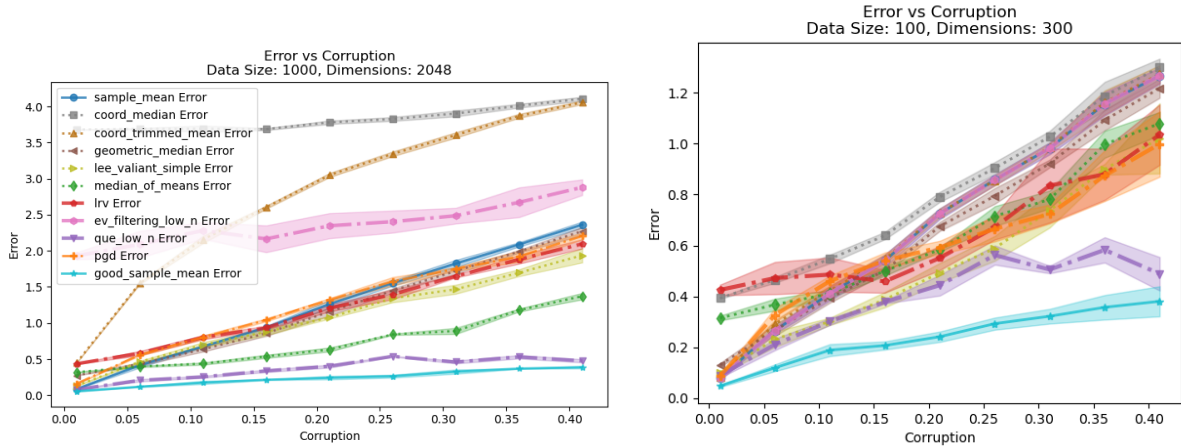 Error vs Corruption
Data Size: 1000, Dimensions: 2048
Error
4.0
3.5
3.0
2.5
2.0
1.5
1.0
0.5
0.0
sample_mean Error
coord_median Error
coord_trimmed_mean Error
geometric_median Error
lee_valiant_simple Error
median_of_means Error
lrv Error
ev_filtering_low_n Error
que_low_n Error
pgd Error
good_sample_mean Error
0.00 0.05 0.10 0.15 0.20 0.25 0.30 0.35 0.40
Corruption
Error vs Corruption
Data Size: 100, Dimensions: 300
Error
1.2
1.0
0.8
0.6
0.4
0.2
0.0
0.00 0.05 0.10 0.15 0.20 0.25 0.30 0.35 0.40
Corruption